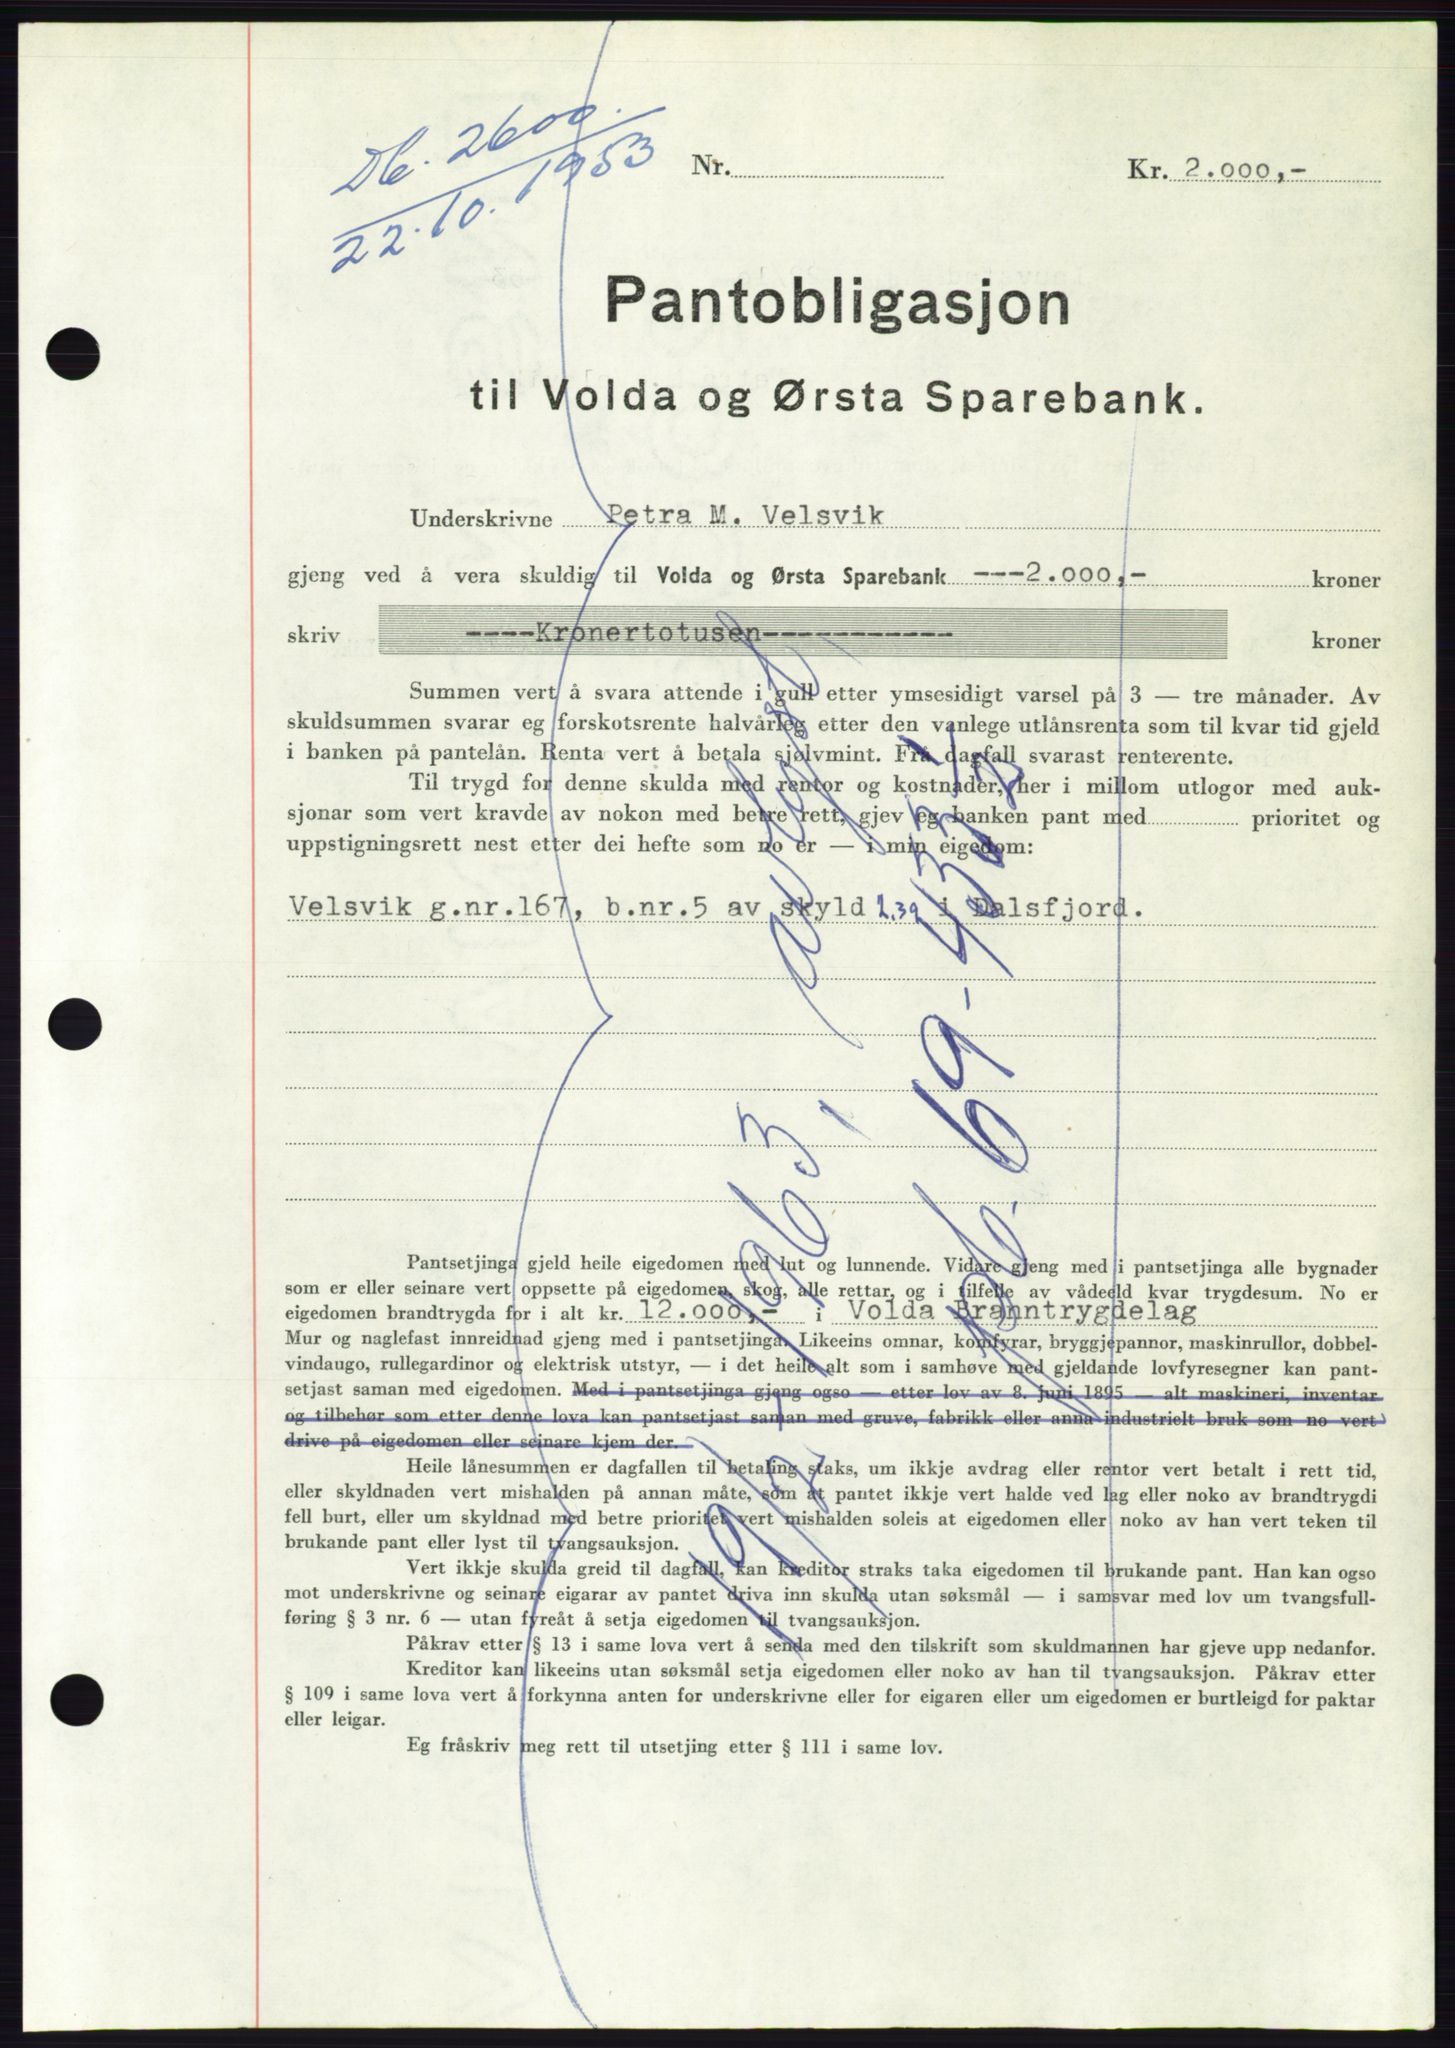 Db. 2600.
22.10.1953
Nr.
Kr. 2.000,-
Pantobligasjon
til Volda og Ørsta Sparebank.
Underskrivne Petra M. Velsvik
gjeng ved å vera skuldig til Volda og Ørsta Sparebank ---2.000,- kroner
skriv ----Kronertotusen----------- kroner
Summen vert å svara attende i gull etter ymsesidigt varsel på 3 — tre månader. Av
skuldsummen svarar eg forskotsrente halvårleg etter den vanlege utlånsrenta som til kvar tid gjeld
i banken på pantelån. Renta vert å betala sjølvmint. Frå dagfall svarast renterente.
Til trygd for denne skulda med rentor og kostnader, her i millom utlogor med auk-
sjonar som vert kravde av nokon med betre rett, gjev eg banken pant med prioritet og
uppstigningsrett nest etter dei hefte som no er — i min eigedom:
Velsvik g.nr.167, b.nr.5 av skyld 2,39 i Dalsfjord.
19/2 1963, avlyst
Pantsetjinga gjeld heile eigedomen med lut og lunnende. Vidare gjeng med i pantsetjinga alle bygnader
som er eller seinare vert oppsette på eigedomen, skog, alle rettar, og i tilfelle av vådeeld kvar trygdesum. No er
eigedomen brandtrygda for i alt kr. 12.000,- i Volda Branntrygdelag
Mur og naglefast innreidnad gjeng med i pantsetjinga. Likeeins omnar, komfyrar, bryggjepannor, maskinrullor, dobbel-
vindaugo, rullegardinor og elektrisk utstyr, — i det heile alt som i samhøve med gjeldande lovfyresegner kan pant-
setjast saman med eigedomen. Med i pantsetjinga gjeng ogso — etter lov av 8. juni 1895 — alt maskineri, inventar
og tilbehør som etter denne lova kan pantsetjast saman med gruve, fabrikk eller anna industrielt bruk som no vert
drive på eigedomen eller seinare kjem der.
Heile lånesummen er dagfallen til betaling straks, um ikkje avdrag eller rentor vert betalt i rett tid,
eller skyldnaden vert mishalden på annan måte, som at pantet ikkje vert halde ved lag eller noko av brandtrygdi
fell burt, eller um skyldnad med betre prioritet vert mishalden soleis at eigedomen eller noko av han vert teken til
brukande pant eller lyst til tvangsauksjon.
Vert ikkje skulda greid til dagfall, kan kreditor straks taka eigedomen til brukande pant. Han kan ogso
mot underskrivne og seinare eigarar av pantet driva inn skulda utan søksmål — i samsvar med lov um tvangsfull-
føring § 3 nr. 6 — utan fyreåt å setja eigedomen til tvangsauksjon.
Påkrav etter § 13 i same lova vert å senda med den tilskrift som skuldmannen har gjeve upp nedanfor.
Kreditor kan likeeins utan søksmål setja eigedomen eller noko av han til tvangsauksjon. Påkrav etter
§ 109 i same lova vert å forkynna anten for underskrivne eller for eigaren eller um eigedomen er burtleigd for paktar
eller leigar.
Eg fråskriv meg rett til utsetjing etter § 111 i same lov.